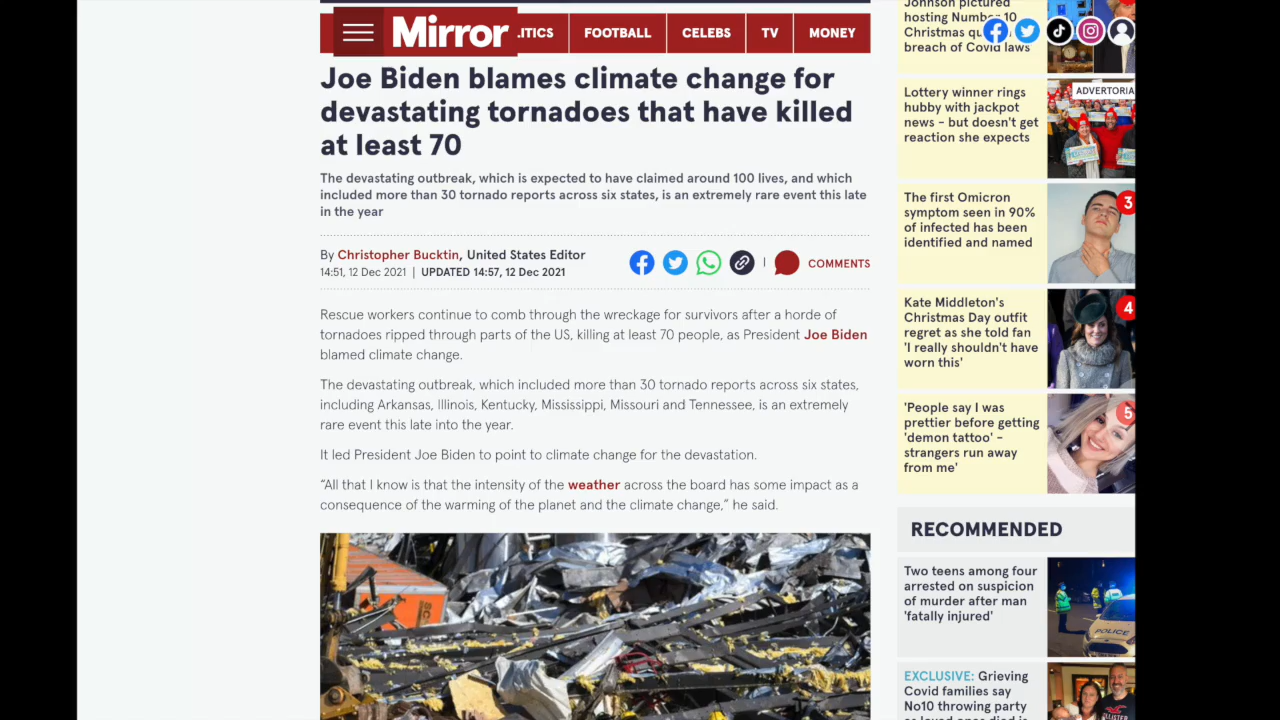 Mirror
ITICS
FOOTBALL
CELEBS
TV
MONEY
Joe Biden blames climate change for
devastating tornadoes that have killed
at least 70
The devastating outbreak, which is expected to have claimed around 100 lives, and which
included more than 30 tornado reports across six states, is an extremely rare event this late
in the year
By Christopher Bucktin, United States Editor
14:51, 12 Dec 2021 | UPDATED 14:57, 12 Dec 2021
COMMENTS
Rescue workers continue to comb through the wreckage for survivors after a horde of
tornadoes ripped through parts of the US, killing at least 70 people, as President Joe Biden
blamed climate change.
The devastating outbreak, which included more than 30 tornado reports across six states,
including Arkansas, Illinois, Kentucky, Mississippi, Missouri and Tennessee, is an extremely
rare event this late into the year.
It led President Joe Biden to point to climate change for the devastation.
“All that I know is that the intensity of the weather across the board has some impact as a
consequence of the warming of the planet and the climate change,” he said.
Johnson pictured
hosting Number 10
Christmas qu
breach of Covid laws
Lottery winner rings
hubby with jackpot
news - but doesn't get
reaction she expects
ADVERTORIA
The first Omicron
symptom seen in 90%
of infected has been
identified and named
3
Kate Middleton's
Christmas Day outfit
regret as she told fan
'I really shouldn't have
worn this'
4
'People say I was
prettier before getting
'demon tattoo' -
strangers run away
from me'
5
RECOMMENDED
Two teens among four
arrested on suspicion
of murder after man
'fatally injured'
POLICE
EXCLUSIVE: Grieving
Covid families say
No10 throwing party
as loved ones died is